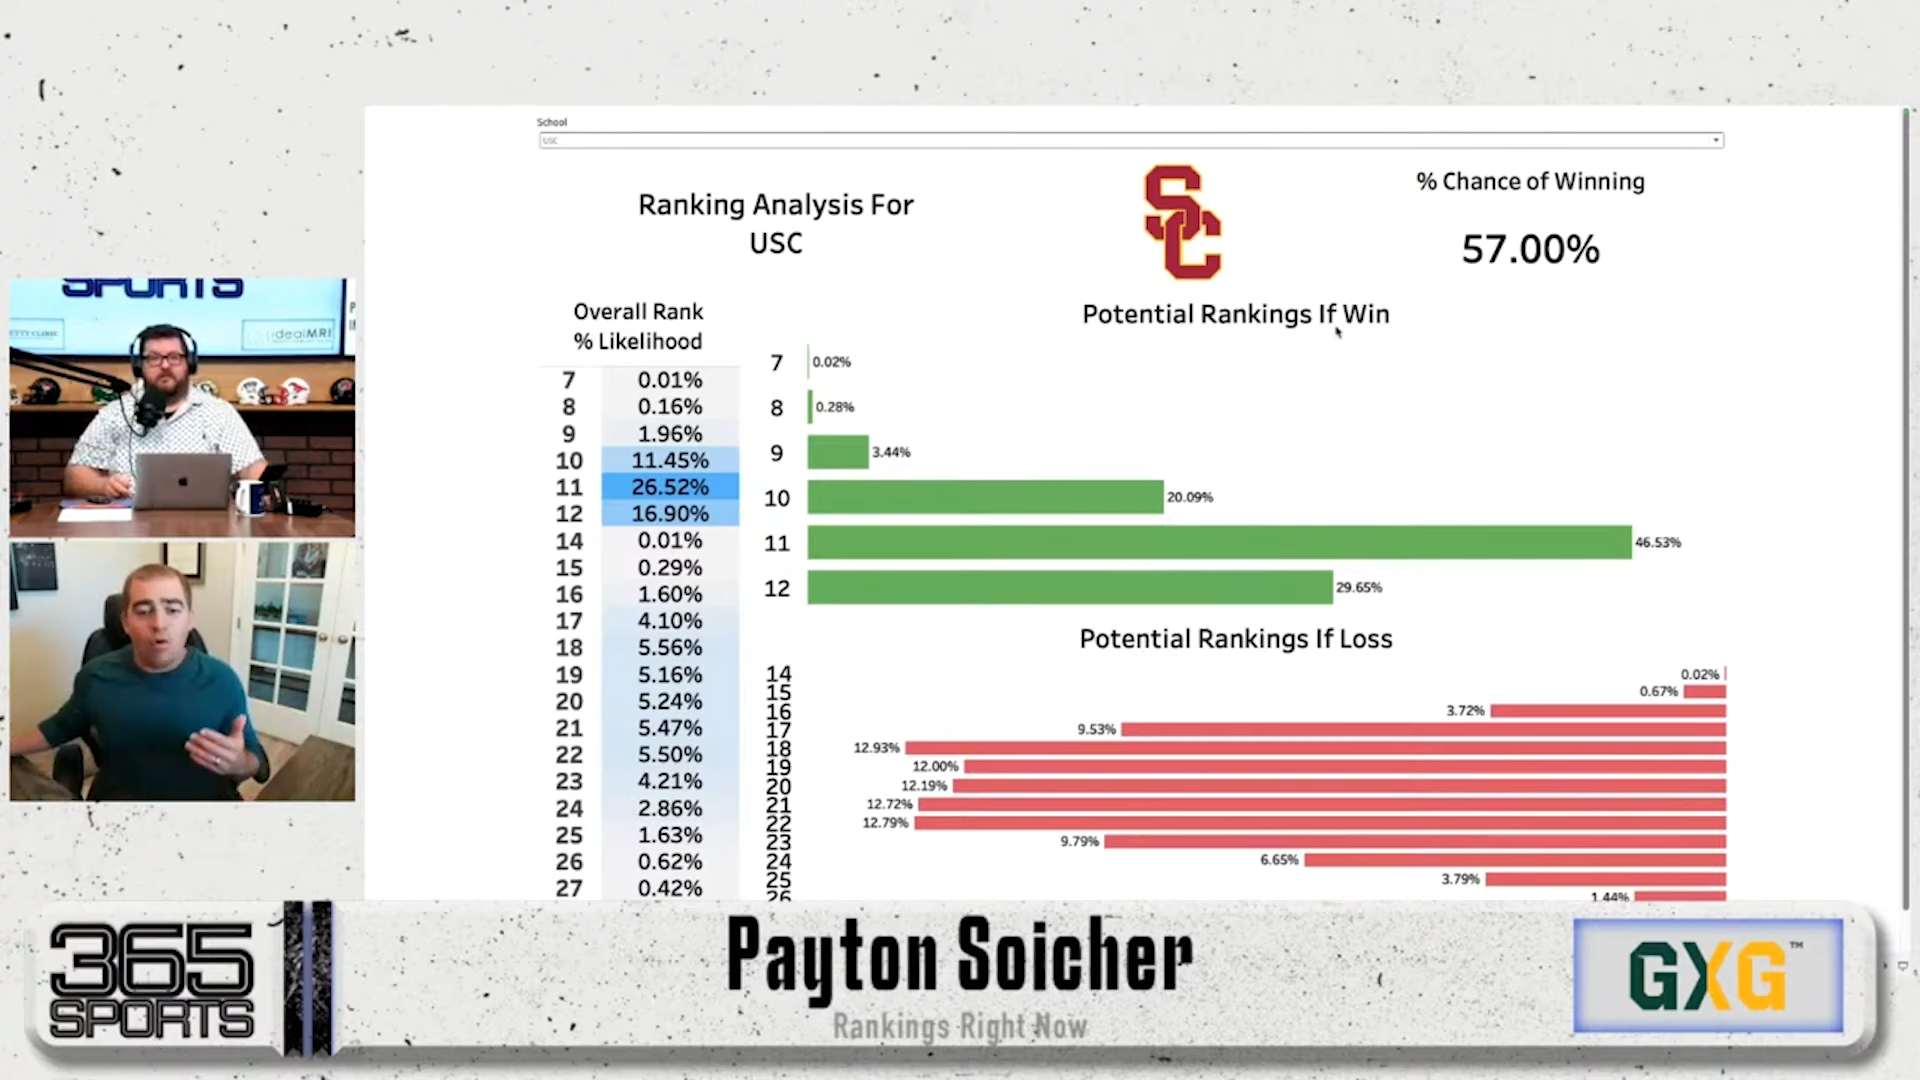 School
USC
Ranking Analysis For
USC
SC
% Chance of Winning
57.00%
Overall Rank
% Likelihood
7 0.01%
8 0.16%
9 1.96%
10 11.45%
11 26.52%
12 16.90%
14 0.01%
15 0.29%
16 1.60%
17 4.10%
18 5.56%
19 5.16%
20 5.24%
21 5.47%
22 5.50%
23 4.21%
24 2.86%
25 1.63%
26 0.62%
27 0.42%
Potential Rankings If Win
7 0.02%
8 0.28%
9 3.44%
10 20.09%
11 46.53%
12 29.65%
Potential Rankings If Loss
14 0.02%
15 0.67%
16 3.72%
17 9.53%
18 12.93%
19 12.00%
20 12.19%
21 12.72%
22 12.79%
23 9.79%
24 6.65%
25 3.79%
26 1.44%
SPORTS
idealMRI
365
SPORTS
Payton Soicher
Rankings Right Now
GXG™